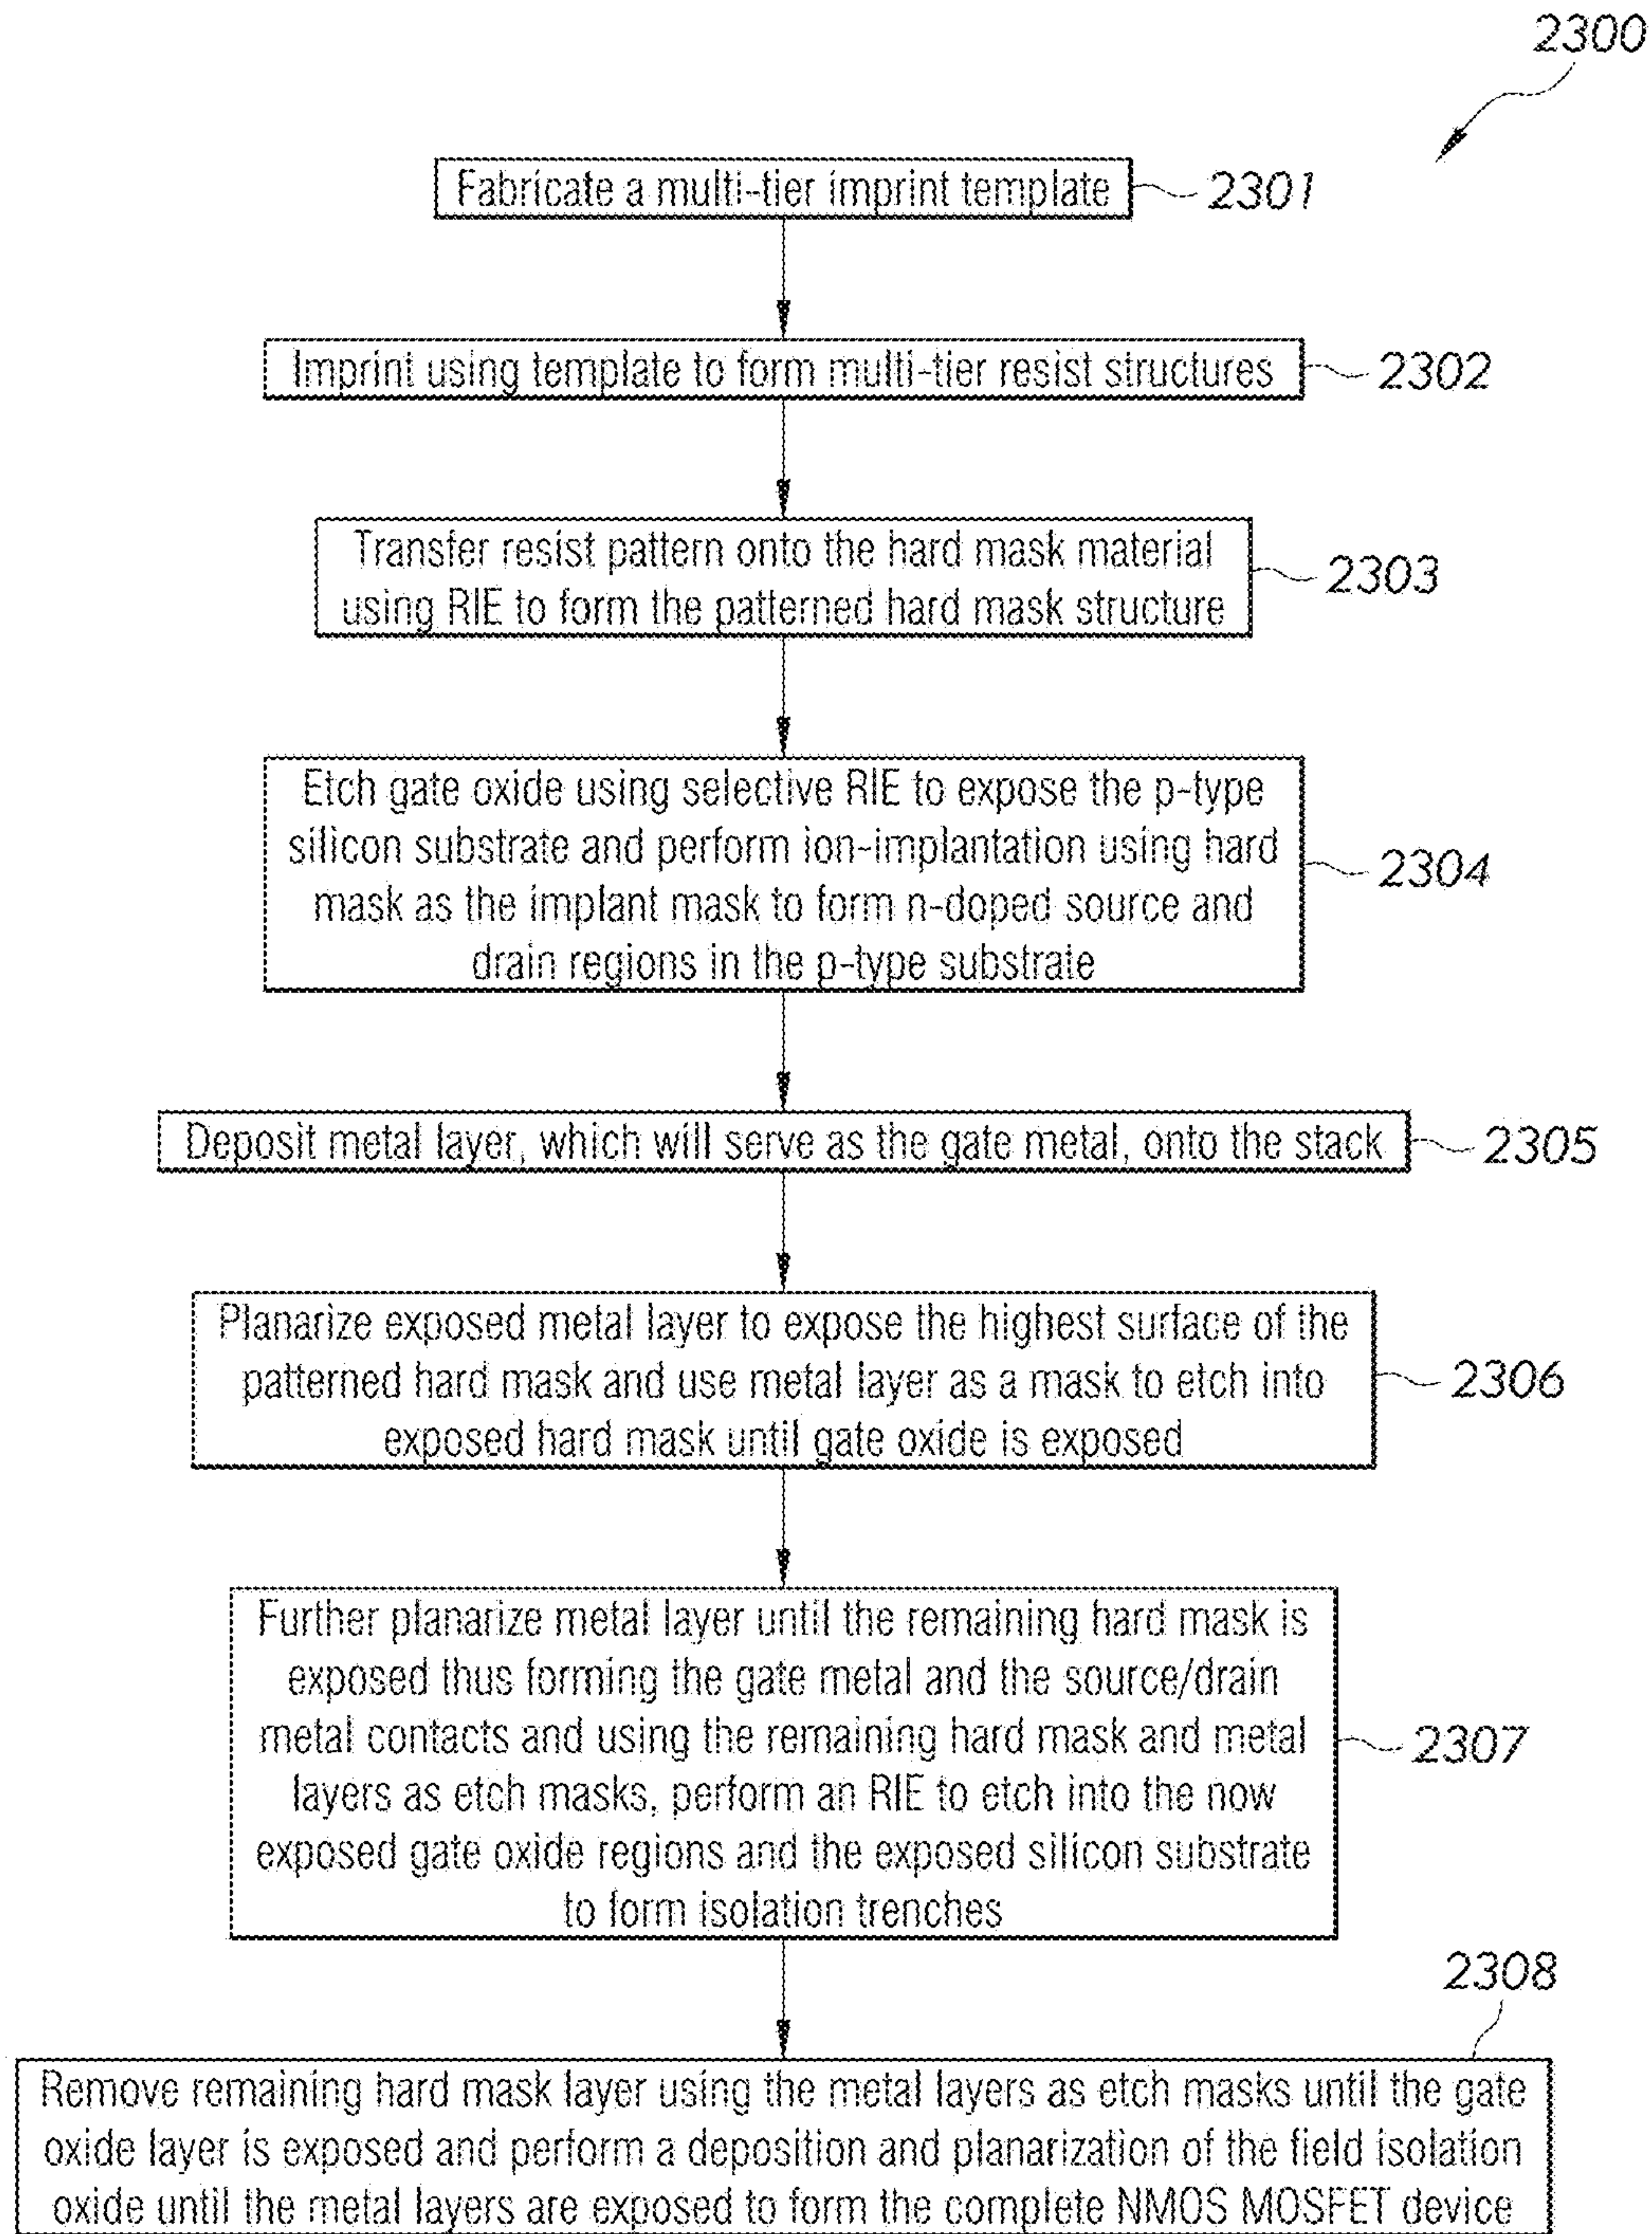 2300
Fabricate a multi-tier imprint template
2301
Imprint using template to form multi-tier resist structures
2302
Transfer resist pattern onto the hard mask material
using RIE to form the patterned hard mask structure
2303
Etch gate oxide using selective RIE to expose the p-type
silicon substrate and perform ion-implantation using hard
mask as the implant mask to form n-doped source and
drain regions in the p-type substrate
2304
Deposit metal layer, which will serve as the gate metal, onto the stack
2305
Planarize exposed metal layer to expose the highest surface of the
patterned hard mask and use metal layer as a mask to etch into
exposed hard mask until gate oxide is exposed
2306
Further planarize metal layer until the remaining hard mask is
exposed thus forming the gate metal and the source/drain
metal contacts and using the remaining hard mask and metal
layers as etch masks, perform an RIE to etch into the now
exposed gate oxide regions and the exposed silicon substrate
to form isolation trenches
2307
2308
Remove remaining hard mask layer using the metal layers as etch masks until the gate
oxide layer is exposed and perform a deposition and planarization of the field isolation
oxide until the metal layers are exposed to form the complete NMOS MOSFET device